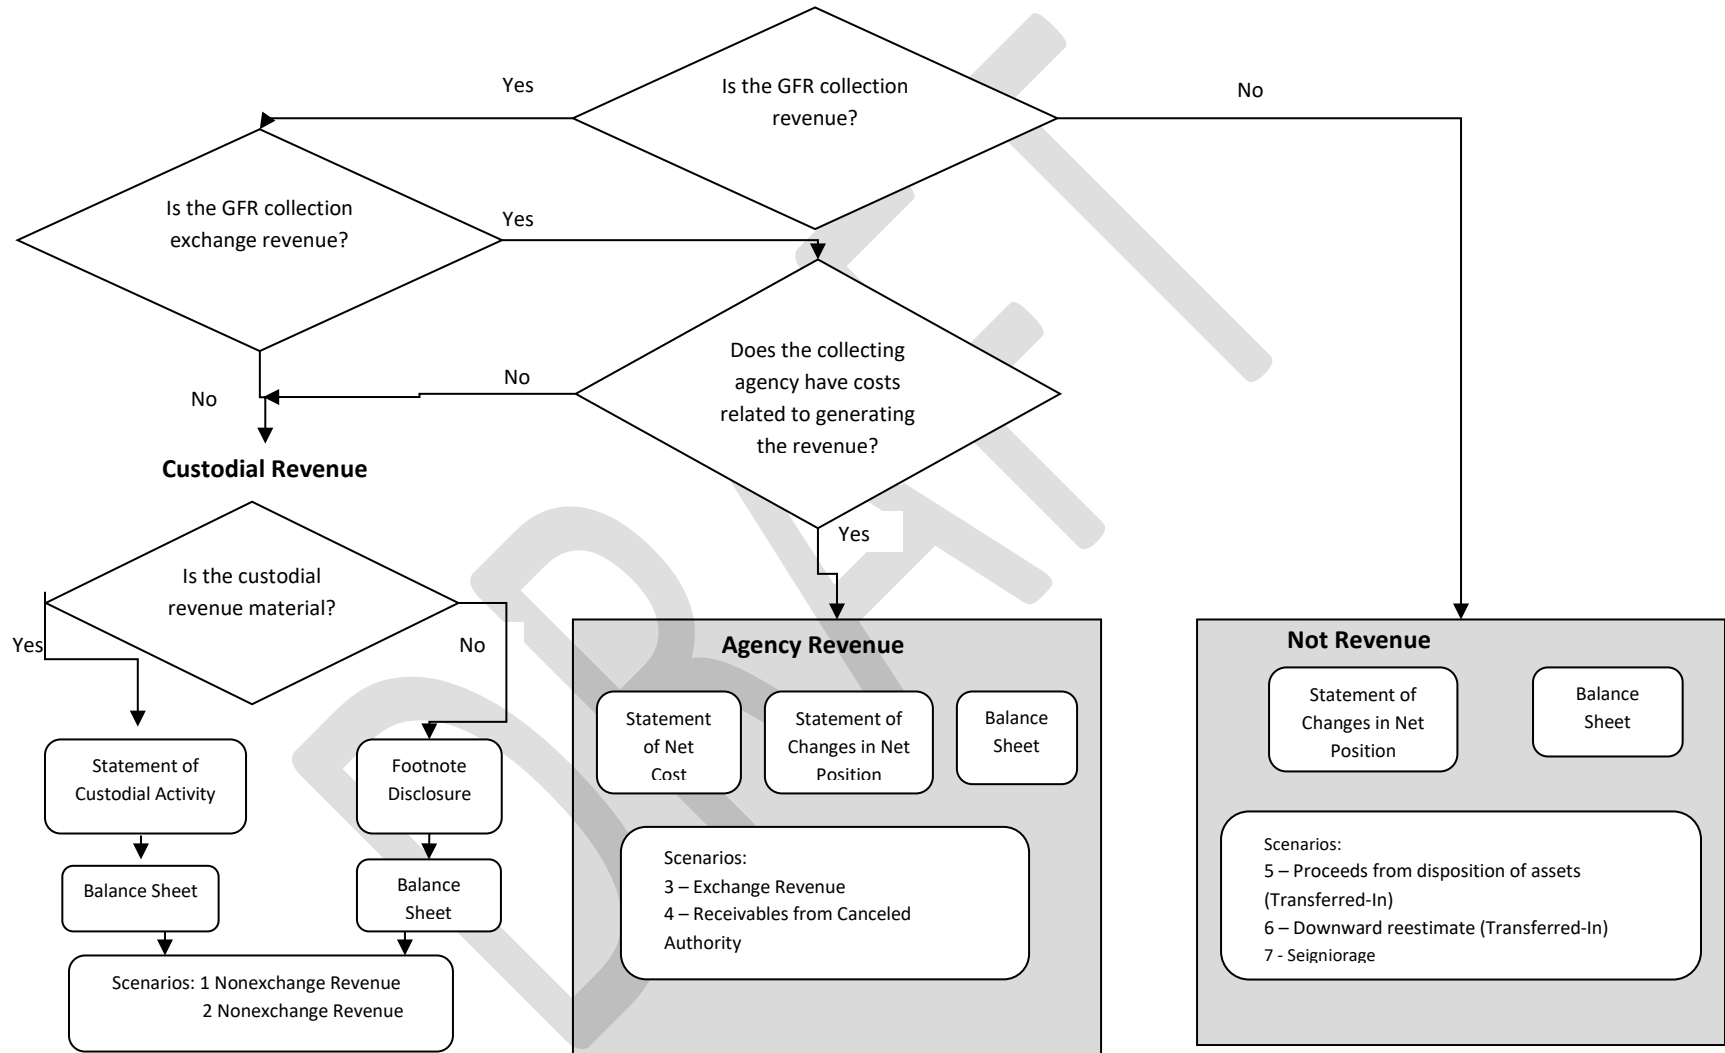 Yes
Is the GFR collection
revenue?
No
Is the GFR collection
exchange revenue?
Yes
Does the collecting
agency have costs
related to generating
the revenue?
No
No
Yes
Custodial Revenue
Is the custodial
revenue material?
Yes
No
Statement of
Custodial Activity
Footnote
Disclosure
Balance Sheet
Balance
Sheet
Scenarios: 1 Nonexchange Revenue
2 Nonexchange Revenue
Agency Revenue
Statement
of Net
Cost
Statement of
Changes in Net
Position
Balance
Sheet
Scenarios:
3 – Exchange Revenue
4 – Receivables from Canceled
Authority
Not Revenue
Statement of
Changes in Net
Position
Balance
Sheet
Scenarios:
5 – Proceeds from disposition of assets
(Transferred-In)
6 – Downward reestimate (Transferred-In)
7 - Seigniorage
DRAFT